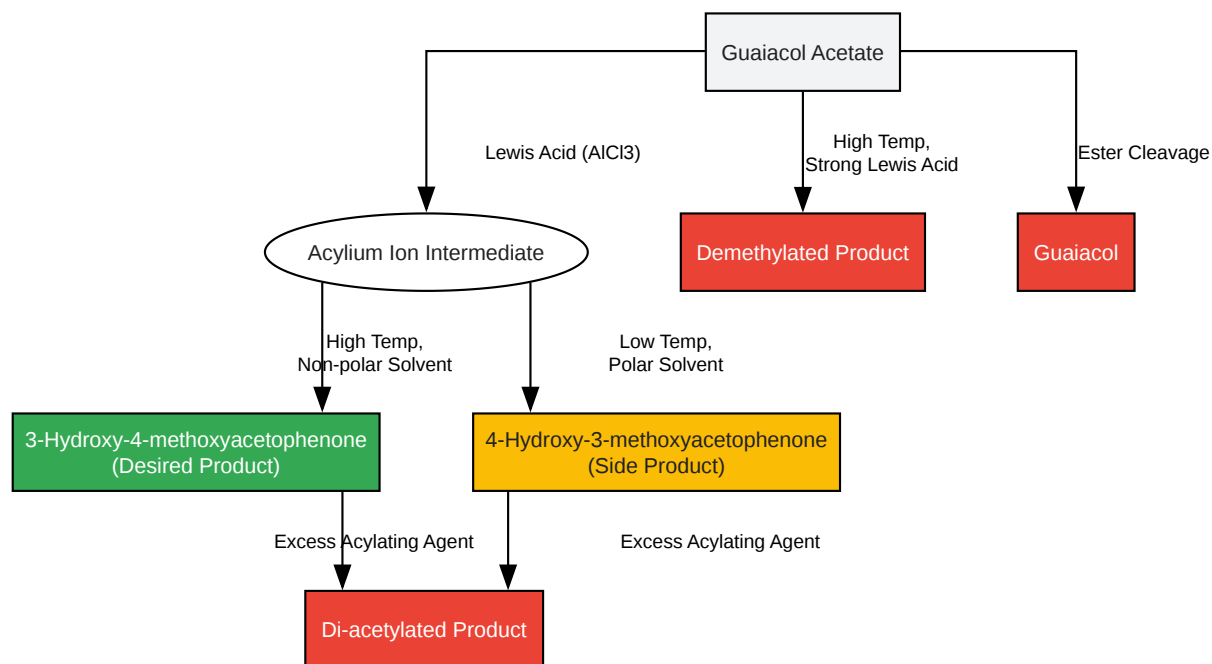 Guaiacol Acetate
Lewis Acid (AlCl3)
High Temp,
Strong Lewis Acid
Ester Cleavage
Acylium Ion Intermediate
Demethylated Product
Guaiacol
High Temp,
Non-polar Solvent
Low Temp,
Polar Solvent
3-Hydroxy-4-methoxyacetophenone
(Desired Product)
4-Hydroxy-3-methoxyacetophenone
(Side Product)
Excess Acylating Agent
Excess Acylating Agent
Di-acetylated Product